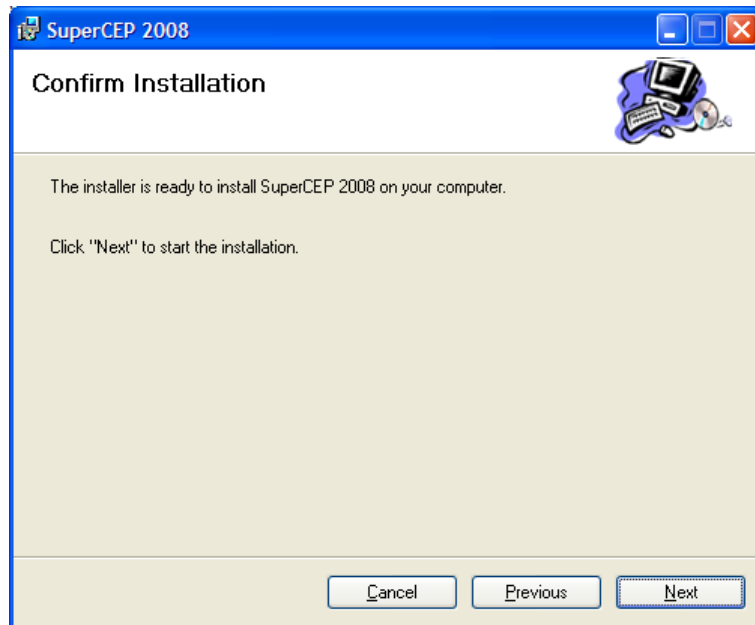 SuperCEP 2008
Confirm Installation
The installer is ready to install SuperCEP 2008 on your computer.
Click "Next" to start the installation.
Cancel Previous Next